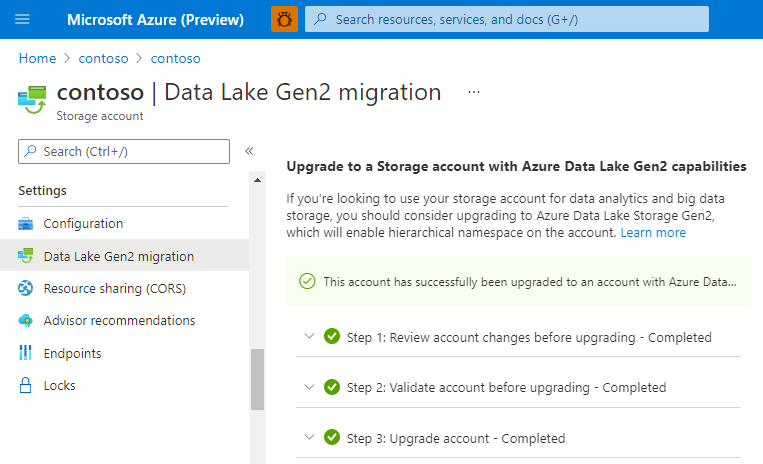 Microsoft Azure (Preview)
Search resources, services, and docs (G+/)
Home > contoso > contoso
contoso | Data Lake Gen2 migration ...
Storage account
Search (Ctrl+/)
«
Settings
Configuration
Data Lake Gen2 migration
Resource sharing (CORS)
Advisor recommendations
Endpoints
Locks
Upgrade to a Storage account with Azure Data Lake Gen2 capabilities
If you're looking to use your storage account for data analytics and big data
storage, you should consider upgrading to Azure Data Lake Storage Gen2,
which will enable hierarchical namespace on the account. Learn more
This account has successfully been upgraded to an account with Azure Data...
Step 1: Review account changes before upgrading - Completed
Step 2: Validate account before upgrading - Completed
Step 3: Upgrade account - Completed